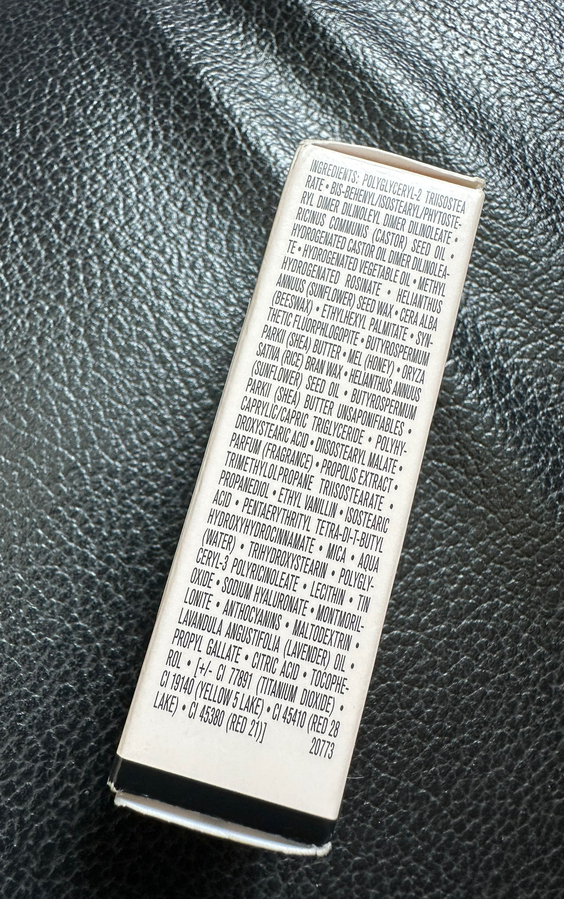 INGREDIENTS: POLYGLYCERYL-2 TRIISOSTEA
RATE • BIS-BEHENYL/ISOSTEARYL/PHYTOSTE-
RYL DIMER DILINOLEYL DIMER DILINOLEATE •
RICINUS COMMUNIS (CASTOR) SEED OIL •
HYDROGENATED CASTOR OIL DIMER DILINOLEA-
TE • HYDROGENATED VEGETABLE OIL • METHYL
HYDROGENATED ROSINATE • HELIANTHUS
ANNUUS (SUNFLOWER) SEED WAX • CERA ALBA
(BEESWAX) • ETHYLHEXYL PALMITATE • SYN-
THETIC FLUORPHLOGOPITE • BUTYROSPERMUM
PARKII (SHEA) BUTTER • MEL (HONEY) • ORYZA
SATIVA (RICE) BRAN WAX • HELIANTHUS ANNUUS
(SUNFLOWER) SEED OIL • BUTYROSPERMUM
PARKII (SHEA) BUTTER UNSAPONIFIABLES •
CAPRYLIC/CAPRIC TRIGLYCERIDE • POLYHY-
DROXYSTEARIC ACID • DIISOSTEARYL MALATE •
PARFUM (FRAGRANCE) • PROPOLIS EXTRACT •
TRIMETHYLOLPROPANE TRIISOSTEARATE •
PROPANEDIOL • ETHYL VANILLIN • ISOSTEARIC
ACID • PENTAERYTHRITYL TETRA-DI-T-BUTYL
HYDROXYHYDROCINNAMATE • MICA • AQUA
(WATER) • TRIHYDROXYSTEARIN • POLYGLY-
CERYL-3 POLYRICINOLEATE • LECITHIN • TIN
OXIDE • SODIUM HYALURONATE • MONTMORIL-
LONITE • ANTHOCYANINS • MALTODEXTRIN •
LAVANDULA ANGUSTIFOLIA (LAVENDER) OIL •
PROPYL GALLATE • CITRIC ACID • TOCOPHE-
ROL • [+/- CI 77891 (TITANIUM DIOXIDE) •
CI 19140 (YELLOW 5 LAKE) • CI 45410 (RED 28
LAKE) • CI 45380 (RED 21)]
20773